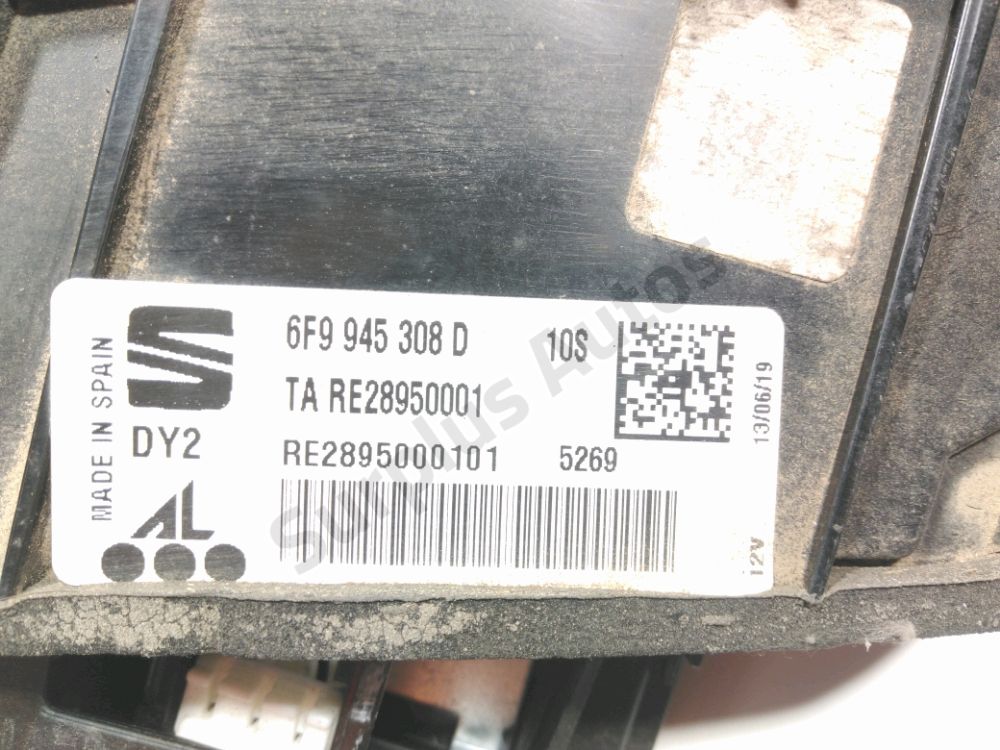 MADE IN SPAIN
S
DY2
AL
6F9 945 308 D 10S
TA RE28950001
RE2895000101 5269
13/06/19
12V
Surplus Autos